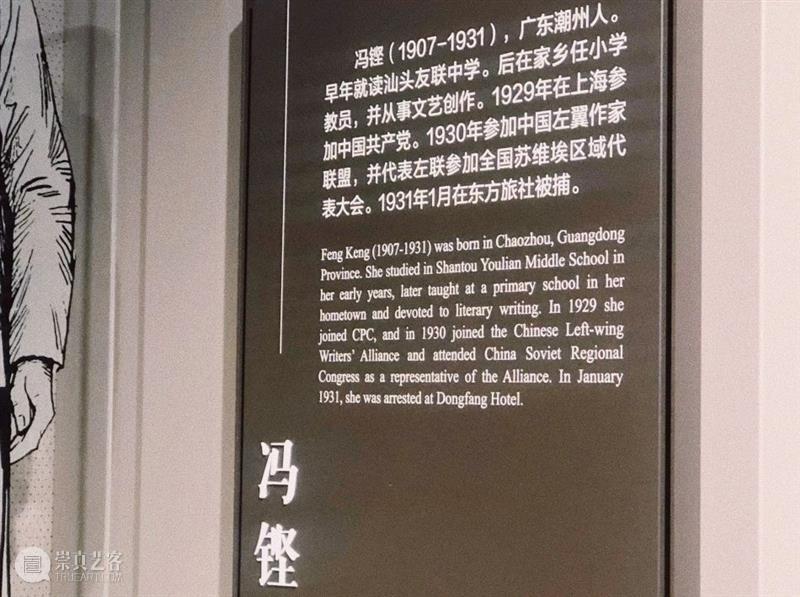 冯铿（1907-1931），广东潮州人。
早年就读汕头友联中学。后在家乡任小学
教员，并从事文艺创作。1929年在上海参
加中国共产党。1930年参加中国左翼作家
联盟，并代表左联参加全国苏维埃区域代
表大会。1931年1月在东方旅社被捕。
Feng Keng (1907-1931) was born in Chaozhou, Guangdong
Province. She studied in Shantou Youlian Middle School in
her early years, later taught at a primary school in her
hometown and devoted to literary writing. In 1929 she
joined CPC, and in 1930 joined the Chinese Left-wing
Writers' Alliance and attended China Soviet Regional
Congress as a representative of the Alliance. In January
1931, she was arrested at Dongfang Hotel.
冯铿
崇真艺客
TRUEART.COM